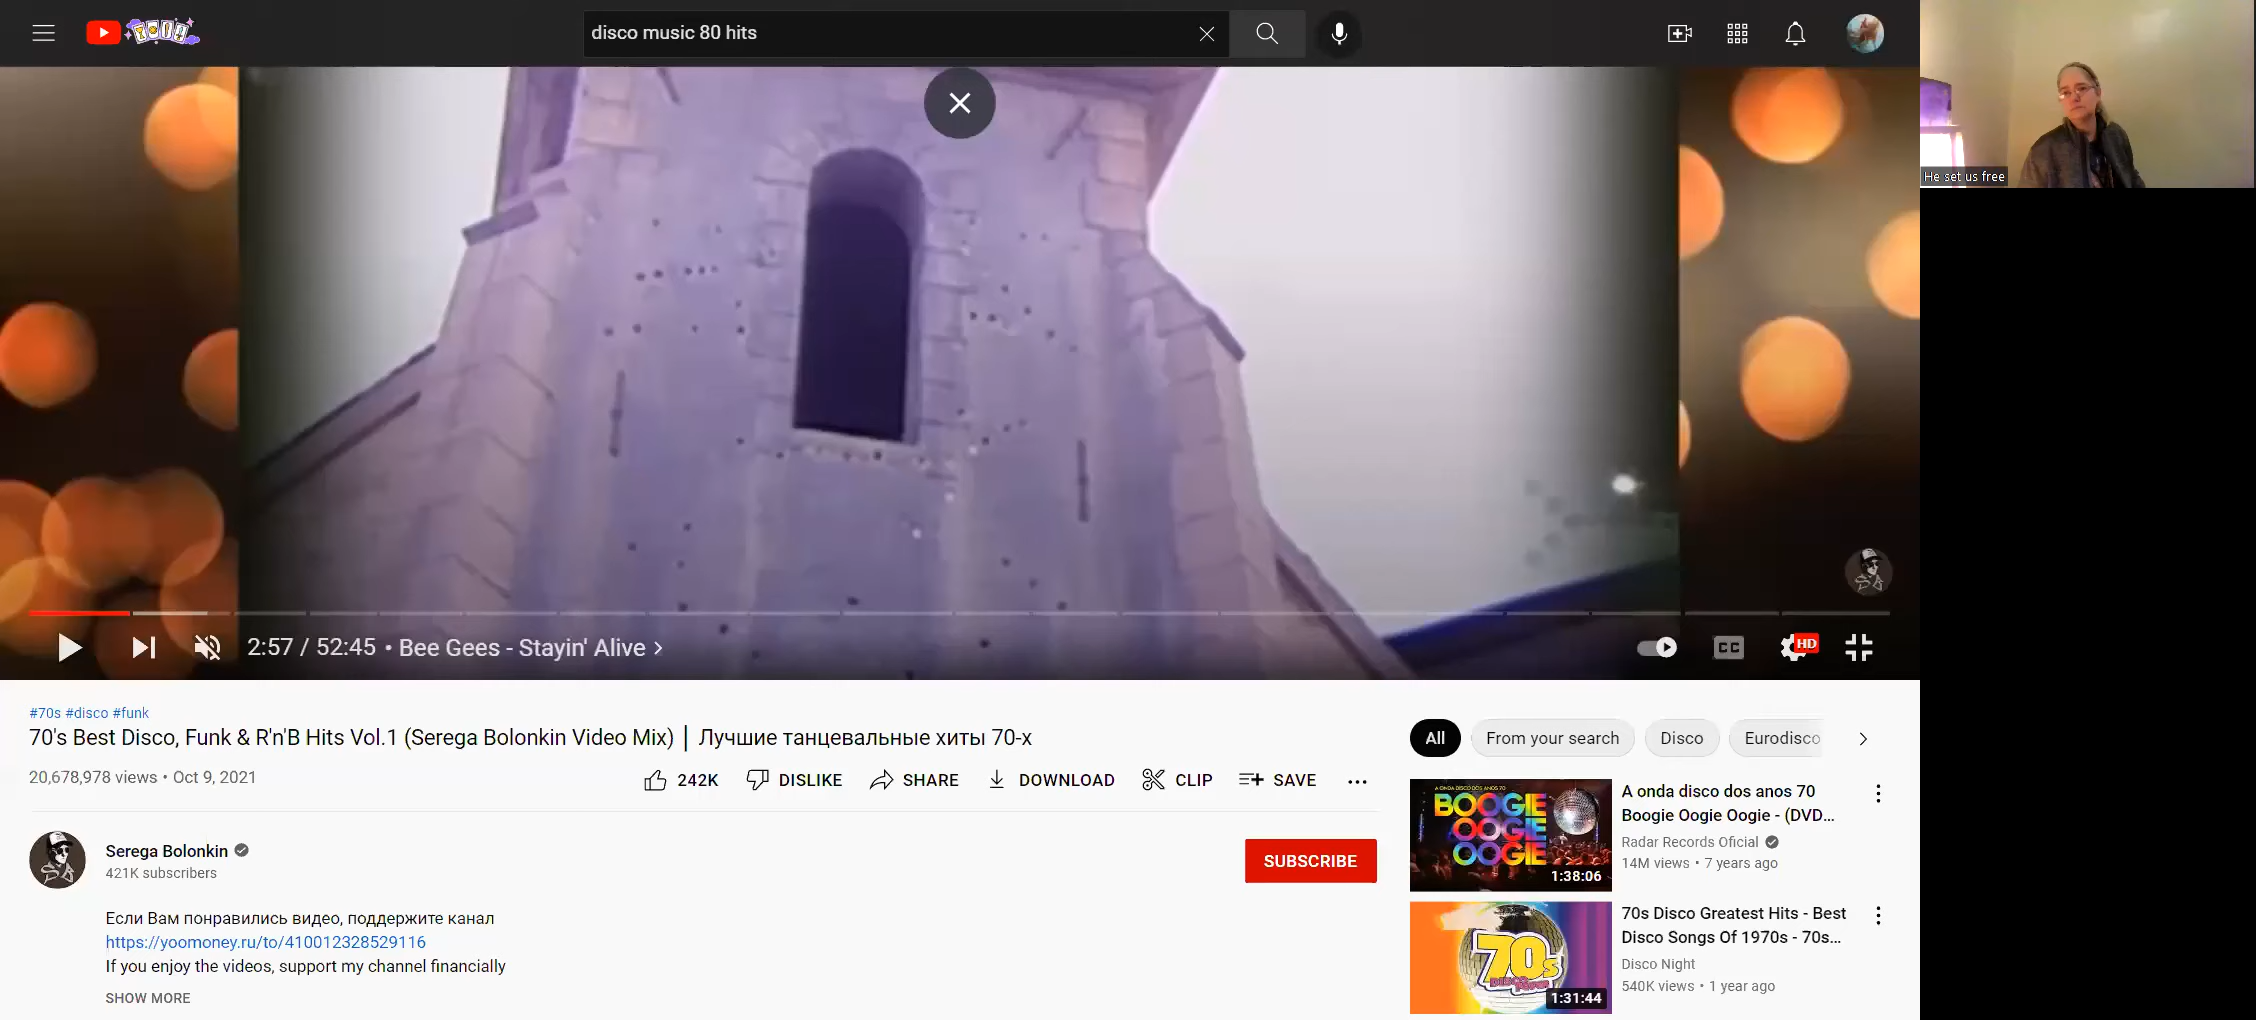 disco music 80 hits
He set us free
2:57 / 52:45 • Bee Gees - Stayin' Alive
CC
HD
#70s #disco #funk
70's Best Disco, Funk & R'n'B Hits Vol.1 (Serega Bolonkin Video Mix) │ Лучшие танцевальные хиты 70-х
20,678,978 views • Oct 9, 2021
242K
DISLIKE
SHARE
DOWNLOAD
CLIP
SAVE
Serega Bolonkin
421K subscribers
SUBSCRIBE
Если Вам понравились видео, поддержите канал
https://yoomoney.ru/to/410012328529116
If you enjoy the videos, support my channel financially
SHOW MORE
All
From your search
Disco
Eurodisco
A ONDA DISCO DOS ANOS 70
BOOGIE
OOGIE
OOGIE
1:38:06
A onda disco dos anos 70
Boogie Oogie Oogie - (DVD...
Radar Records Oficial
14M views • 7 years ago
70s
1:31:44
70s Disco Greatest Hits - Best
Disco Songs Of 1970s - 70s...
Disco Night
540K views • 1 year ago